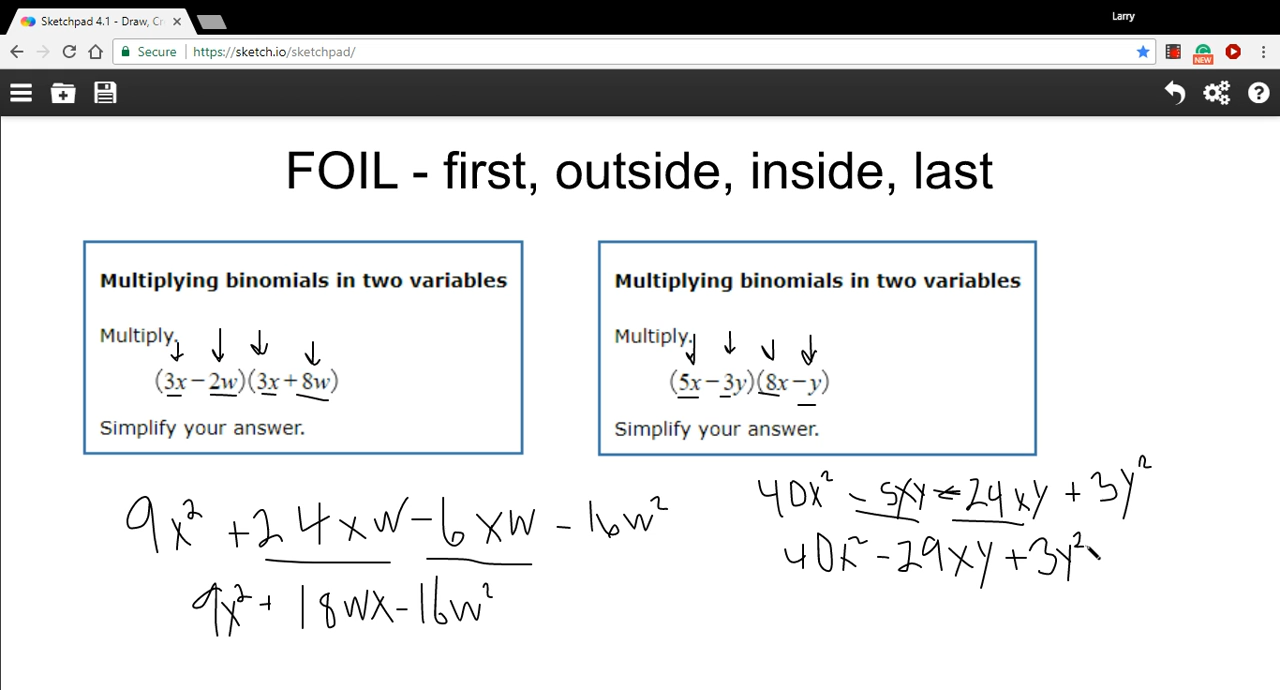 Larry
Sketchpad 4.1 - Draw, Cr
Secure https://sketch.io/sketchpad/
NEW
FOIL - first, outside, inside, last
Multiplying binomials in two variables
Multiply.
(3x − 2w)(3x + 8w)
Simplify your answer.
9x² + 24xw − 6xw − 16w²
9x² + 18wx − 16w²
Multiplying binomials in two variables
Multiply.
(5x − 3y)(8x − y)
Simplify your answer.
40x² − 5xy − 24xy + 3y²
40x² − 29xy + 3y²